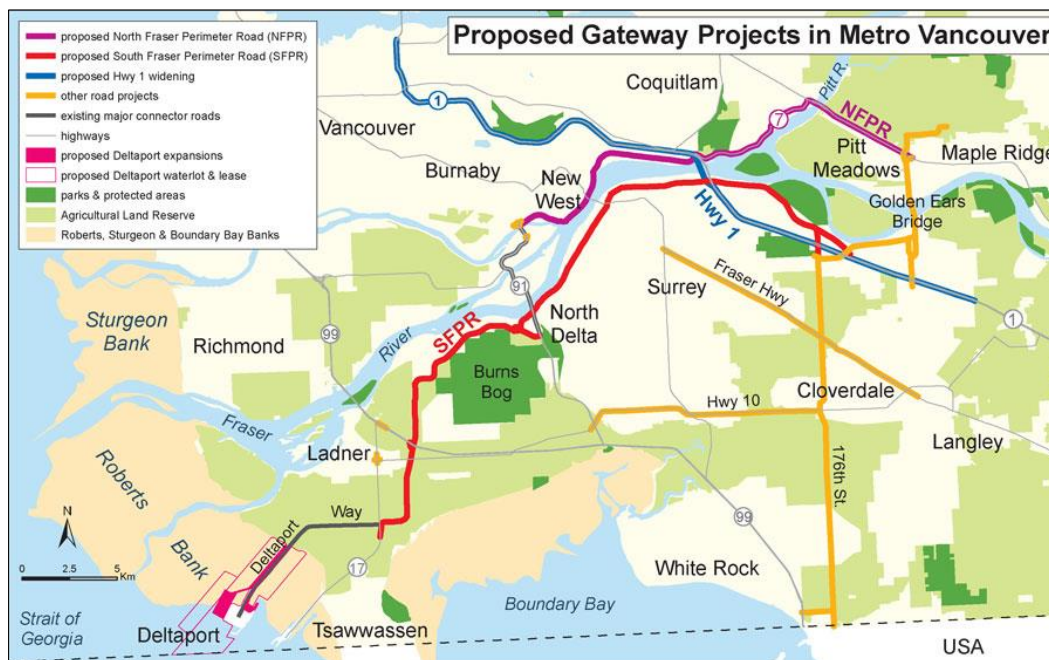 Proposed Gateway Projects in Metro Vancouver
proposed North Fraser Perimeter Road (NFPR)
proposed South Fraser Perimeter Road (SFPR)
proposed Hwy 1 widening
other road projects
existing major connector roads
highways
proposed Deltaport expansions
proposed Deltaport waterlot & lease
parks & protected areas
Agricultural Land Reserve
Roberts, Sturgeon & Boundary Bay Banks
1
Vancouver
Coquitlam
Pitt R.
7
NFPR
Burnaby
New
West
Pitt
Meadows
Maple Ridge
Hwy 1
Golden Ears
Bridge
Fraser Hwy
Surrey
91
1
Sturgeon
Bank
Richmond
99
River
SFPR
North
Delta
Burns
Bog
Cloverdale
Hwy 10
Langley
Fraser
Ladner
176th St.
Roberts
Bank
Way
Deltaport
99
17
N
0
2.5
5
Km
White Rock
Boundary Bay
Strait of
Georgia
Deltaport
Tsawwassen
USA